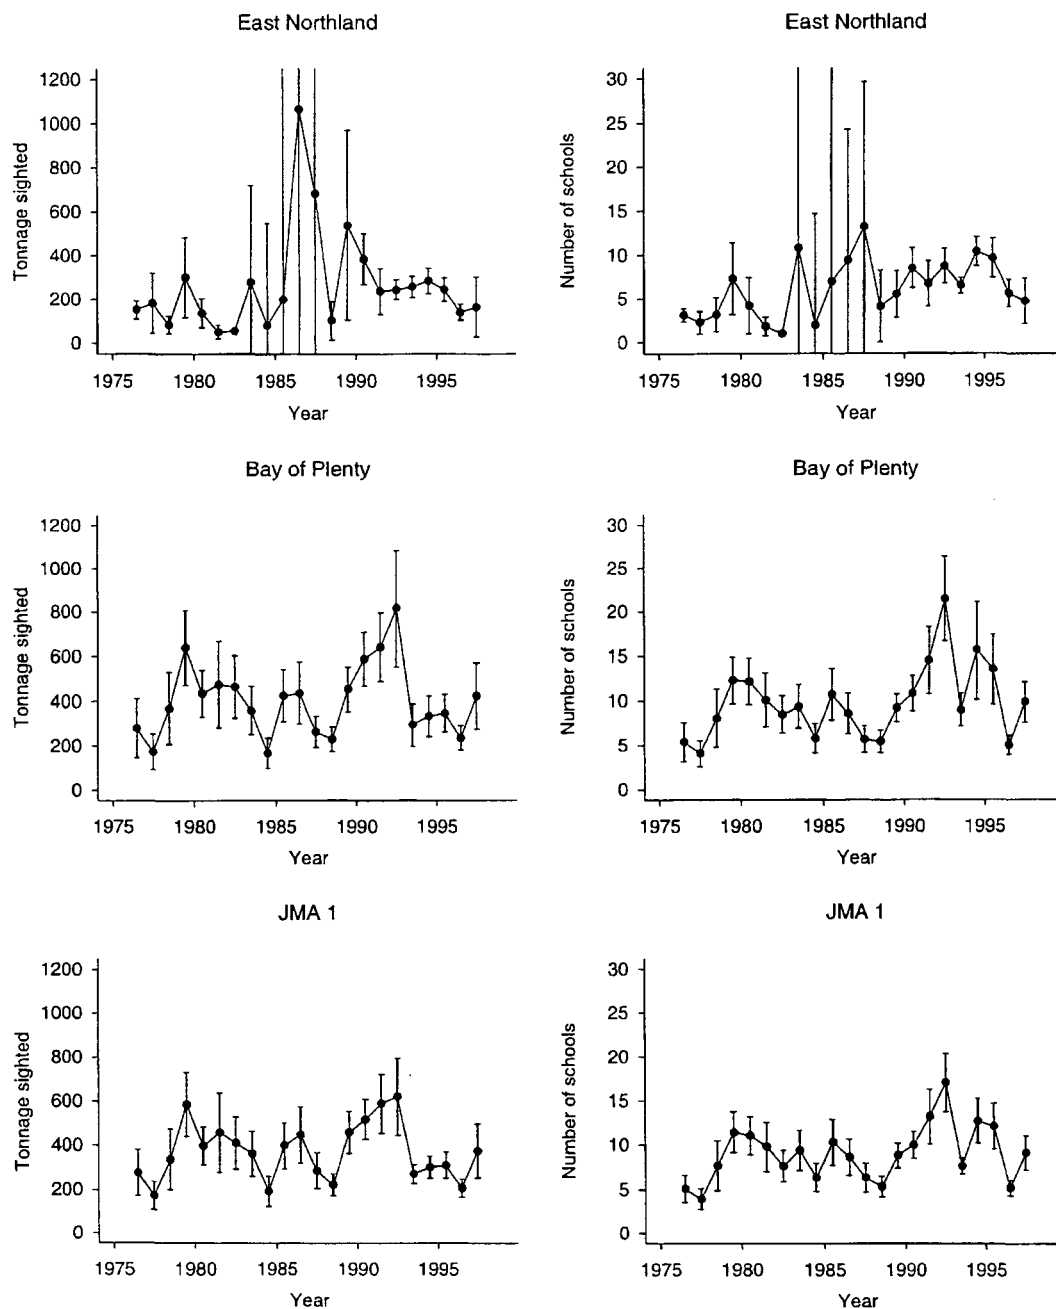 East Northland
East Northland
Tonnage sighted
1200
1000
800
600
400
200
0
1975 1980 1985 1990 1995
Year
Number of schools
30
25
20
15
10
5
0
1975 1980 1985 1990 1995
Year
Bay of Plenty
Bay of Plenty
Tonnage sighted
1200
1000
800
600
400
200
0
1975 1980 1985 1990 1995
Year
Number of schools
30
25
20
15
10
5
0
1975 1980 1985 1990 1995
Year
JMA 1
JMA 1
Tonnage sighted
1200
1000
800
600
400
200
0
1975 1980 1985 1990 1995
Year
Number of schools
30
25
20
15
10
5
0
1975 1980 1985 1990 1995
Year